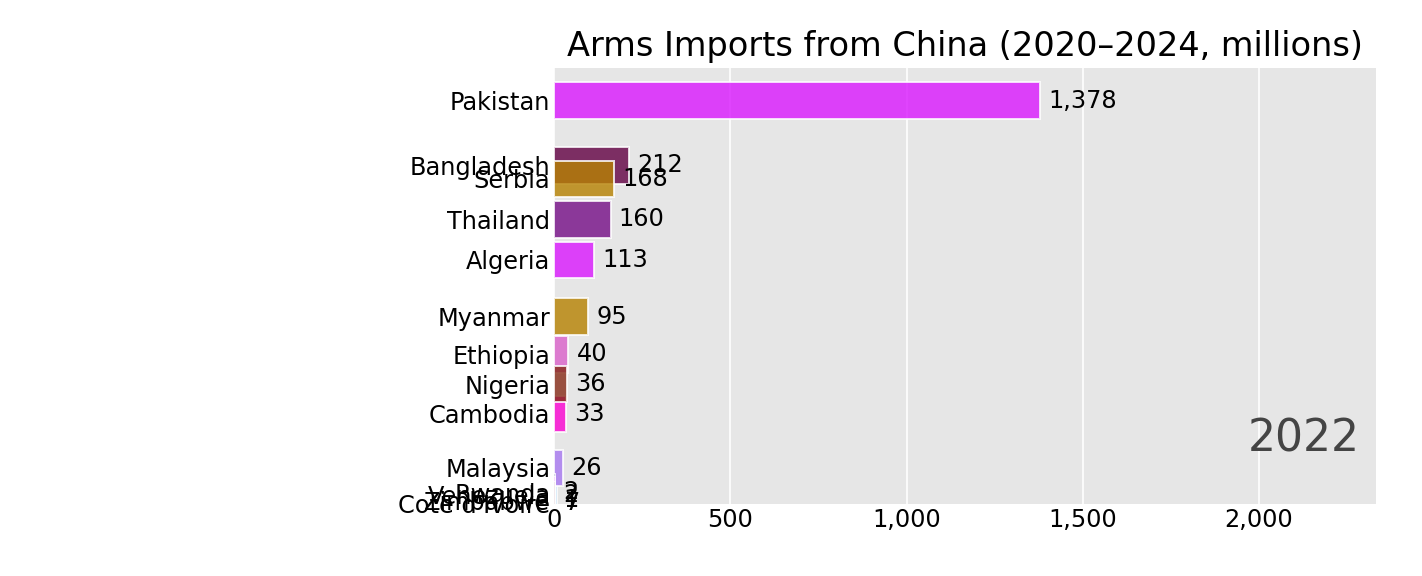 Arms Imports from China (2020–2024, millions)
Pakistan 1,378
Bangladesh 212
Serbia 168
Thailand 160
Algeria 113
Myanmar 95
Ethiopia 40
Nigeria 36
Cambodia 33
2022
Malaysia 26
Rwanda
Cote d'Ivoire
0 500 1,000 1,500 2,000